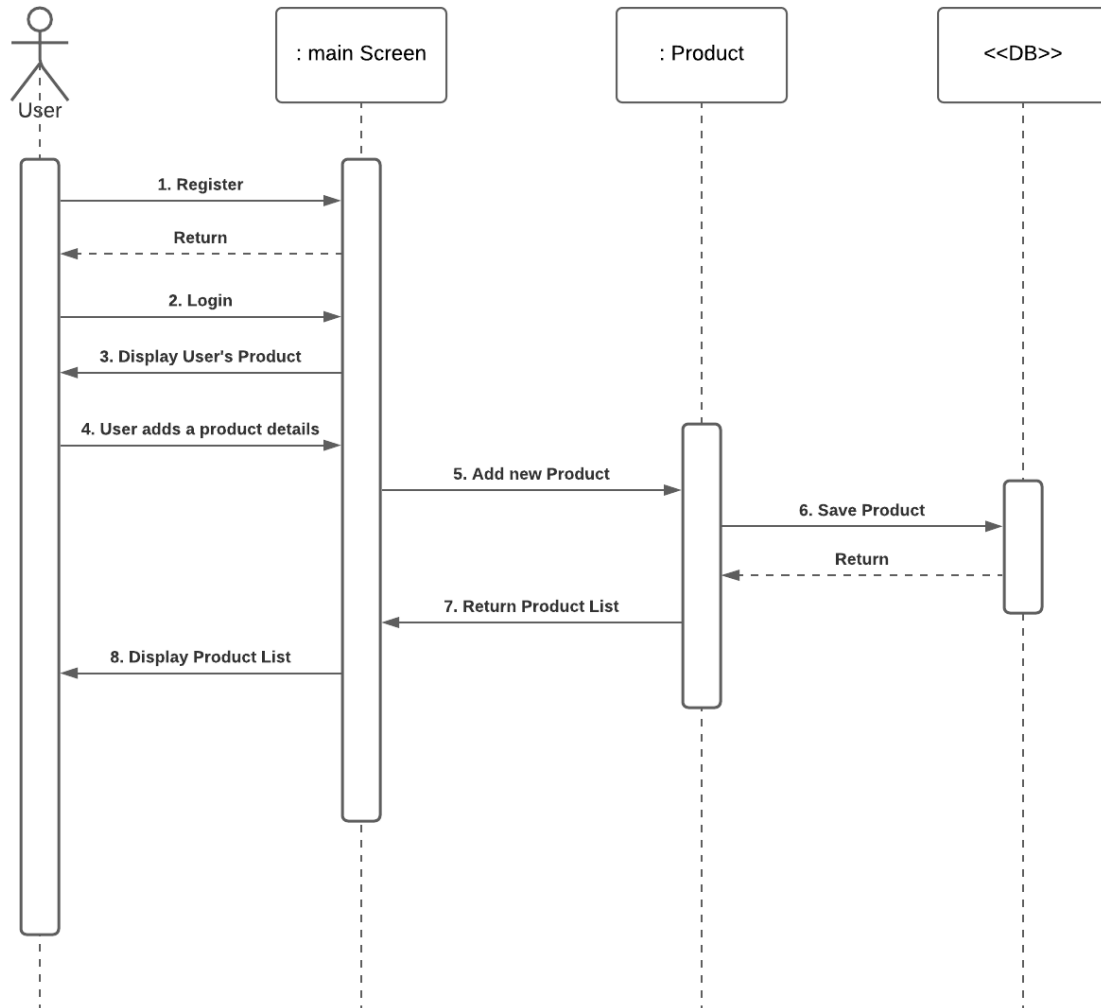 User
: main Screen
: Product
<<DB>>
1. Register
Return
2. Login
3. Display User's Product
4. User adds a product details
5. Add new Product
6. Save Product
Return
7. Return Product List
8. Display Product List